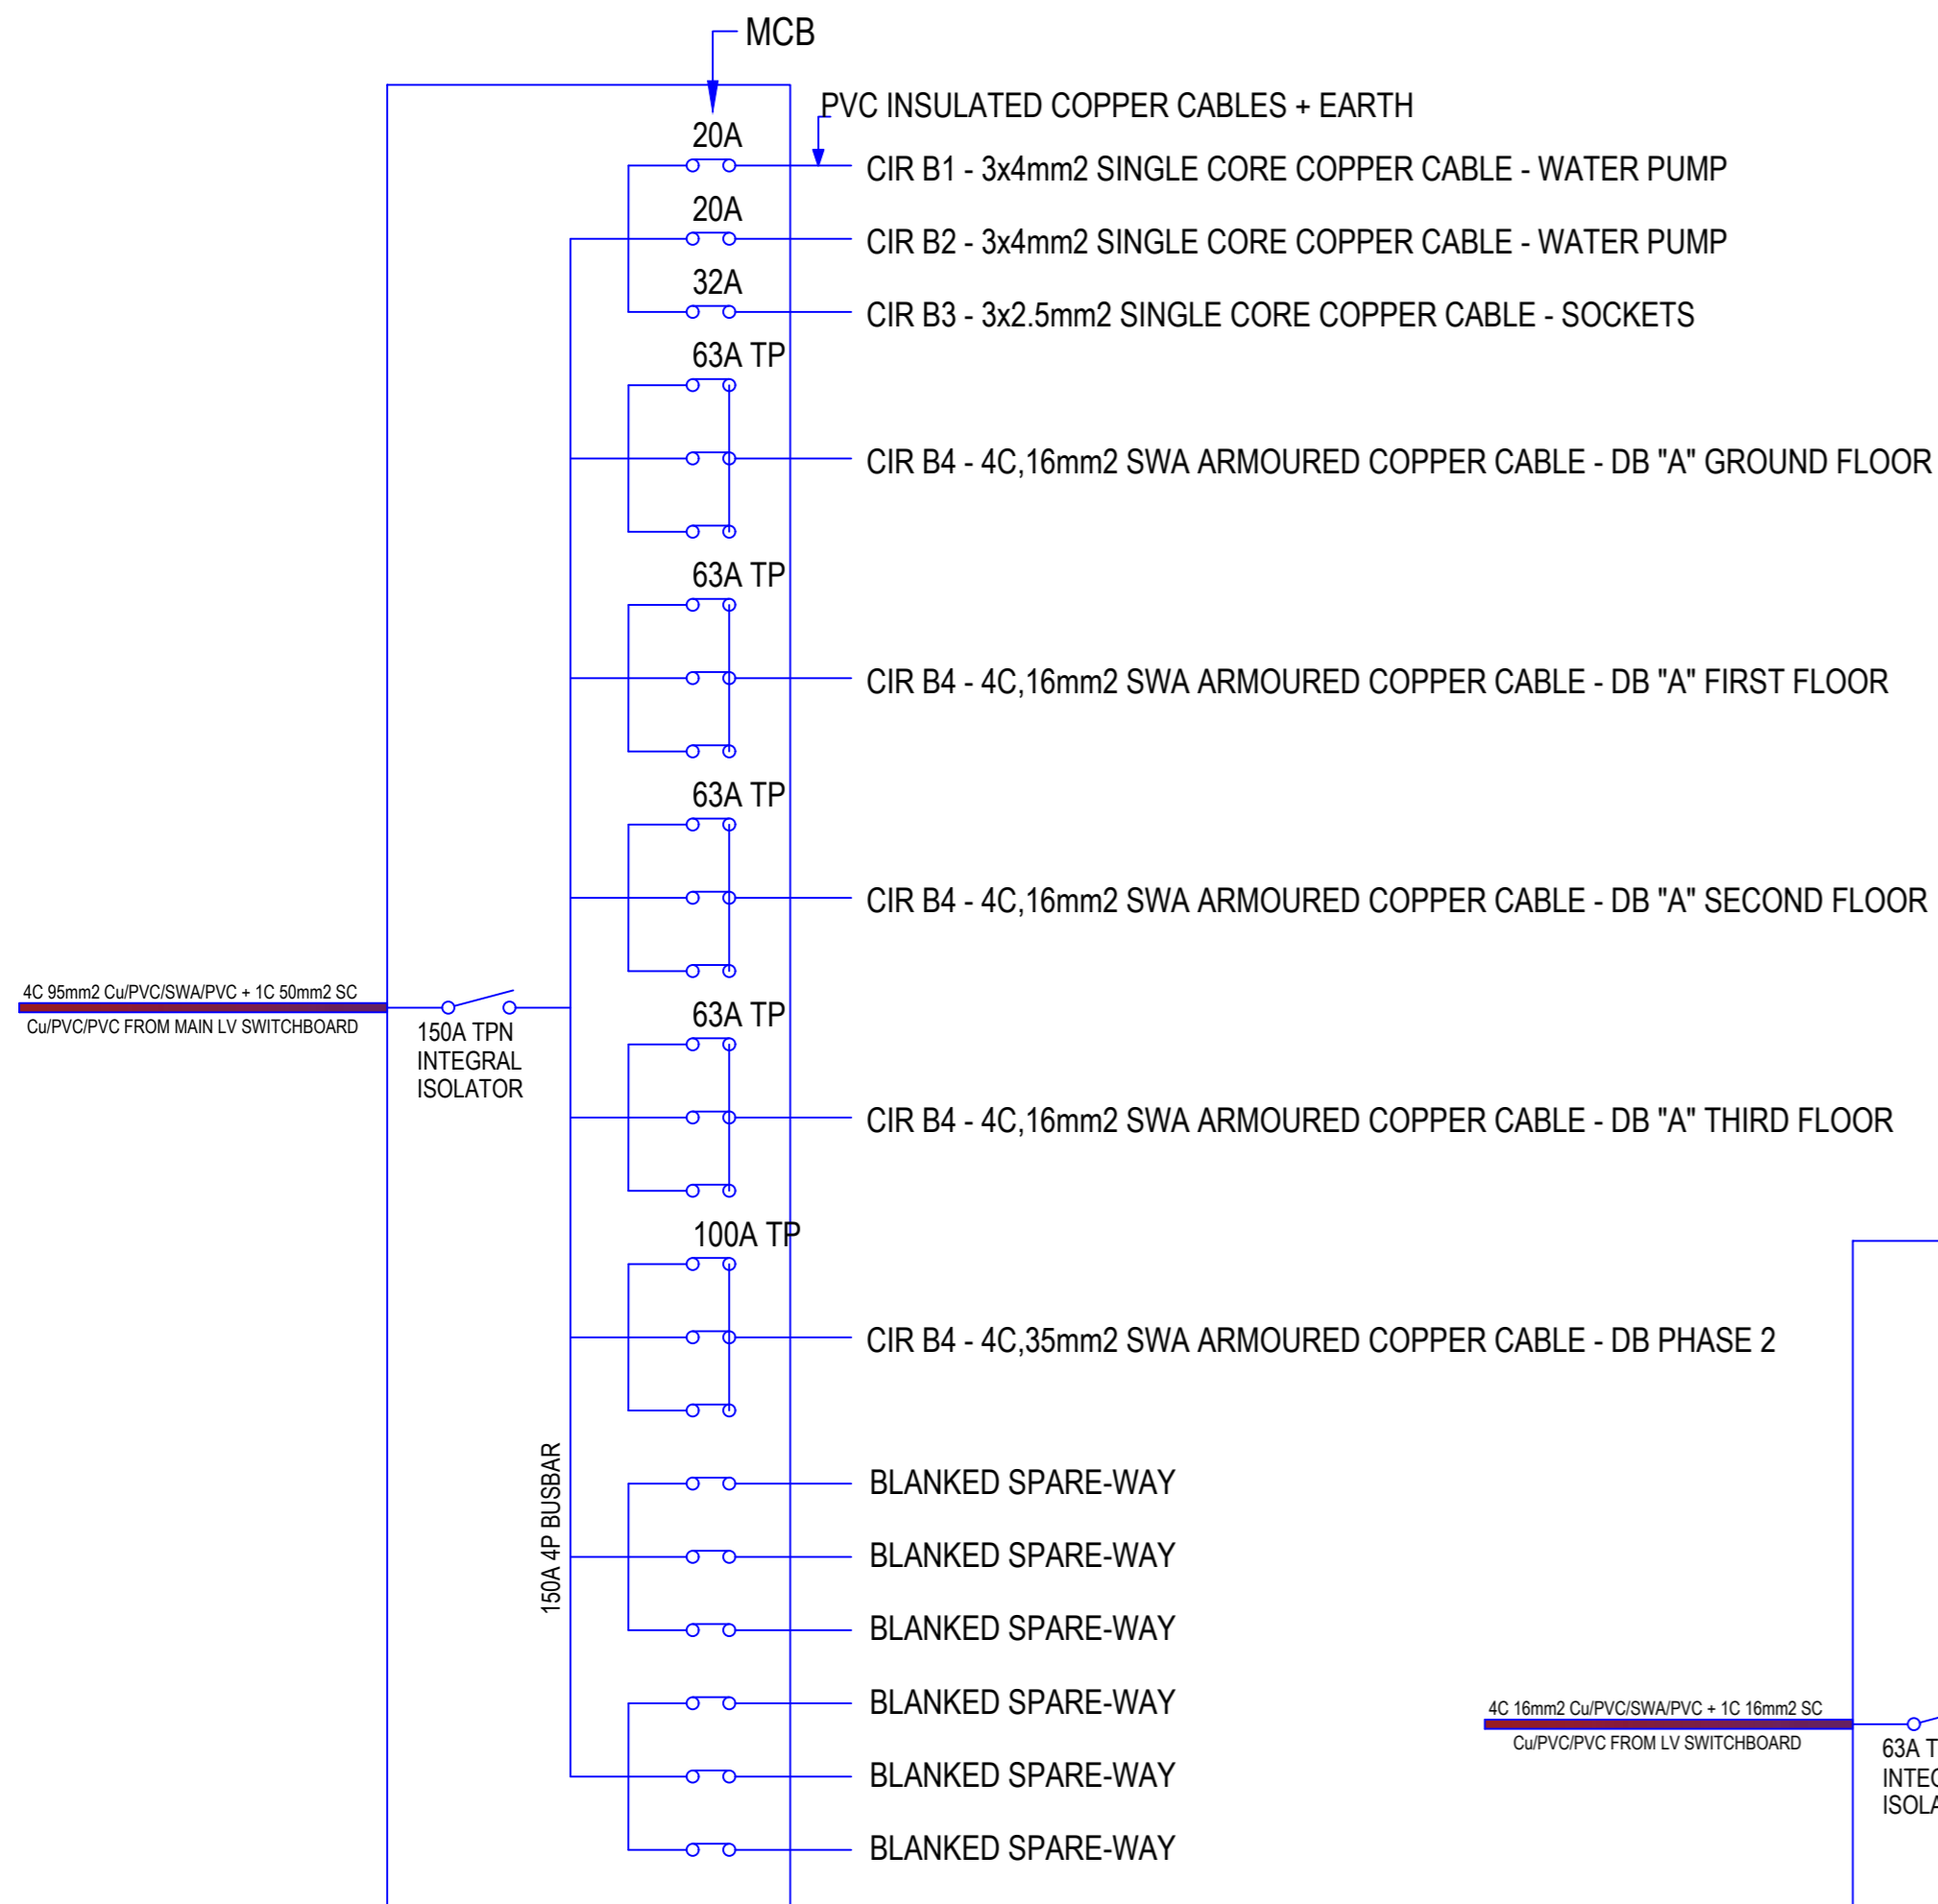 MCB
PVC INSULATED COPPER CABLES + EARTH
20A
CIR B1 - 3x4mm2 SINGLE CORE COPPER CABLE - WATER PUMP
20A
CIR B2 - 3x4mm2 SINGLE CORE COPPER CABLE - WATER PUMP
32A
CIR B3 - 3x2.5mm2 SINGLE CORE COPPER CABLE - SOCKETS
63A TP
CIR B4 - 4C,16mm2 SWA ARMOURED COPPER CABLE - DB "A" GROUND FLOOR
63A TP
CIR B4 - 4C,16mm2 SWA ARMOURED COPPER CABLE - DB "A" FIRST FLOOR
63A TP
CIR B4 - 4C,16mm2 SWA ARMOURED COPPER CABLE - DB "A" SECOND FLOOR
4C 95mm2 Cu/PVC/SWA/PVC + 1C 50mm2 SC
Cu/PVC/PVC FROM MAIN LV SWITCHBOARD
150A TPN
INTEGRAL
ISOLATOR
63A TP
CIR B4 - 4C,16mm2 SWA ARMOURED COPPER CABLE - DB "A" THIRD FLOOR
100A TP
CIR B4 - 4C,35mm2 SWA ARMOURED COPPER CABLE - DB PHASE 2
150A 4P BUSBAR
BLANKED SPARE-WAY
BLANKED SPARE-WAY
BLANKED SPARE-WAY
BLANKED SPARE-WAY
BLANKED SPARE-WAY
BLANKED SPARE-WAY
4C 16mm2 Cu/PVC/SWA/PVC + 1C 16mm2 SC
Cu/PVC/PVC FROM LV SWITCHBOARD
63A T
INTEG
ISOLA